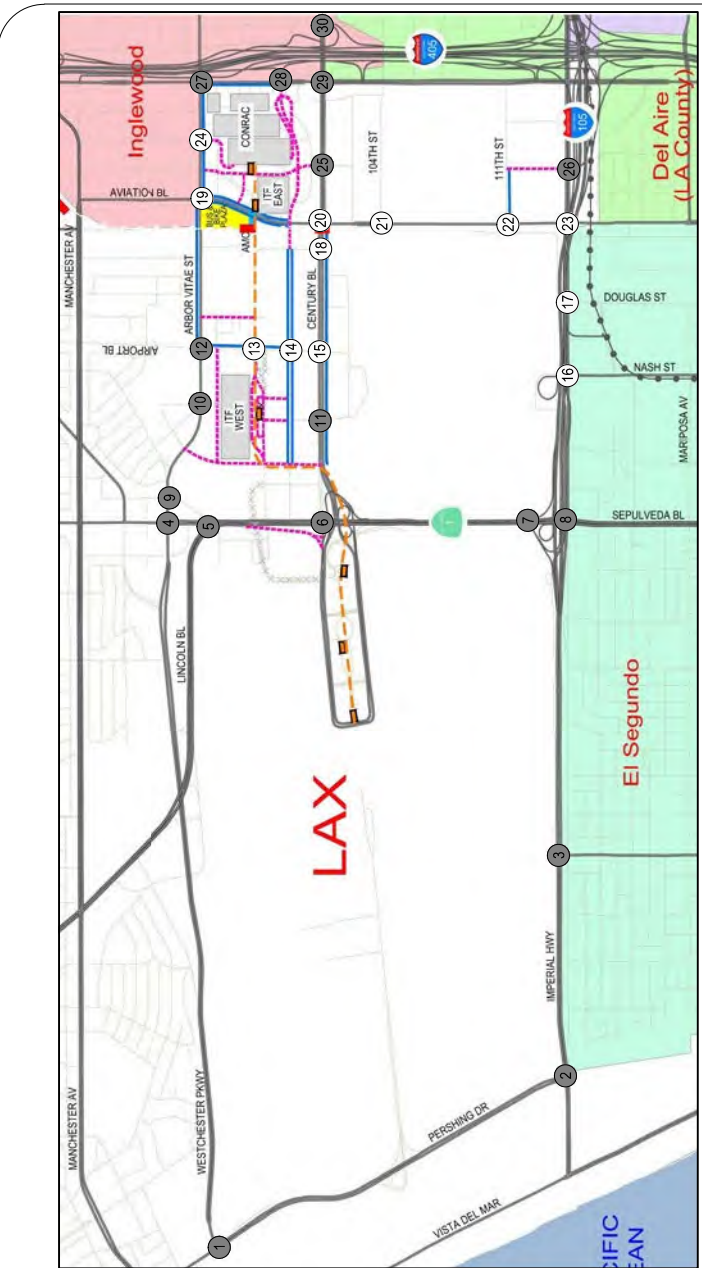 30
405
Inglewood
27
28
29
CONRAC
24
104TH ST
111TH ST
105
Del Aire
(LA County)
25
26
AVIATION BL
19
ITF
EAST
BUS
PLAZA
AMC
20
18
21
22
23
MANCHESTER AV
ARBOR VITAE ST
CENTURY BL
17
DOUGLAS ST
AIRPORT BL
12
13
14
15
16
NASH ST
MARIPOSA AV
10
ITF
WEST
11
9
4
5
6
1
7
8
SEPULVEDA BL
LINCOLN BL
El Segundo
LAX
3
IMPERIAL HWY
2
MANCHESTER AV
WESTCHESTER PKWY
PERSHING DR
1
VISTA DEL MAR
CIFIC
EAN